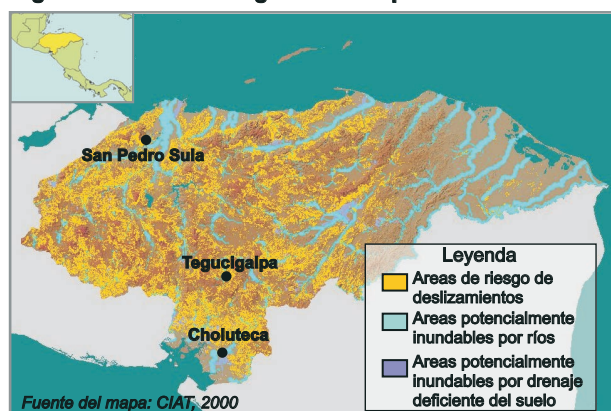 San Pedro Sula
Tegucigalpa
Choluteca
Leyenda
Areas de riesgo de
deslizamientos
Areas potencialmente
inundables por ríos
Areas potencialmente
inundables por drenaje
deficiente del suelo
Fuente del mapa: CIAT, 2000